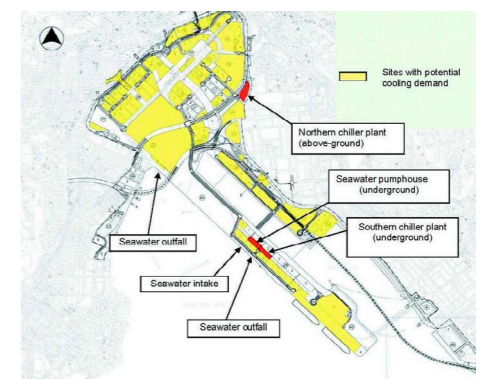 Sites with potential
cooling demand
Northern chiller plant
(above-ground)
Seawater pumphouse
(underground)
Southern chiller plant
(underground)
Seawater outfall
Seawater intake
Seawater outfall